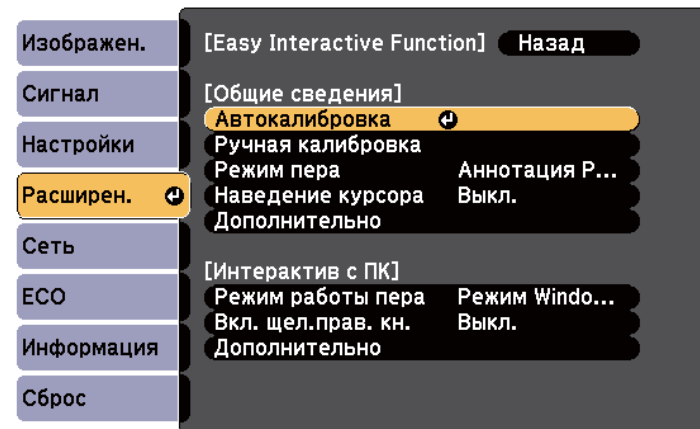 Изображен.
Сигнал
Настройки
Расширен.
Сеть
ECO
Информация
Сброс
[Easy Interactive Function] Назад
[Общие сведения]
Автокалибровка
Ручная калибровка
Режим пера Аннотация P...
Наведение курсора Выкл.
Дополнительно
[Интерактив с ПК]
Режим работы пера Режим Windo...
Вкл. щел.прав. кн. Выкл.
Дополнительно